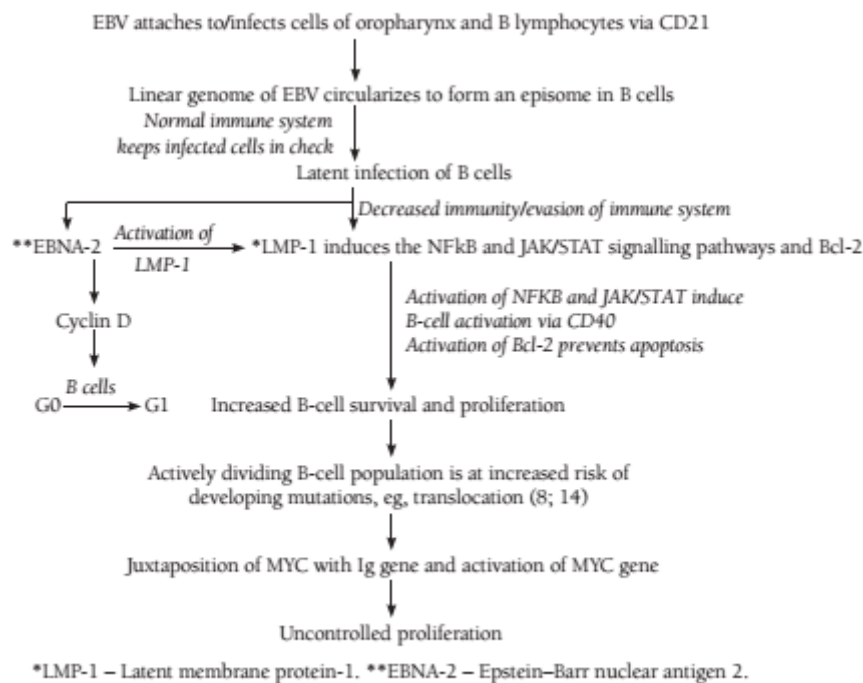 EBV attaches to/infects cells of oropharynx and B lymphocytes via CD21
Linear genome of EBV circularizes to form an episome in B cells
Normal immune system
keeps infected cells in check
Latent infection of B cells
Decreased immunity/evasion of immune system
**EBNA-2
Activation of
LMP-1
*LMP-1 induces the NFkB and JAK/STAT signalling pathways and Bcl-2
Activation of NFKB and JAK/STAT induce
B-cell activation via CD40
Activation of Bcl-2 prevents apoptosis
Cyclin D
B cells
G0 G1
Increased B-cell survival and proliferation
Actively dividing B-cell population is at increased risk of
developing mutations, eg, translocation (8; 14)
Juxtaposition of MYC with Ig gene and activation of MYC gene
Uncontrolled proliferation
*LMP-1 – Latent membrane protein-1. **EBNA-2 – Epstein–Barr nuclear antigen 2.